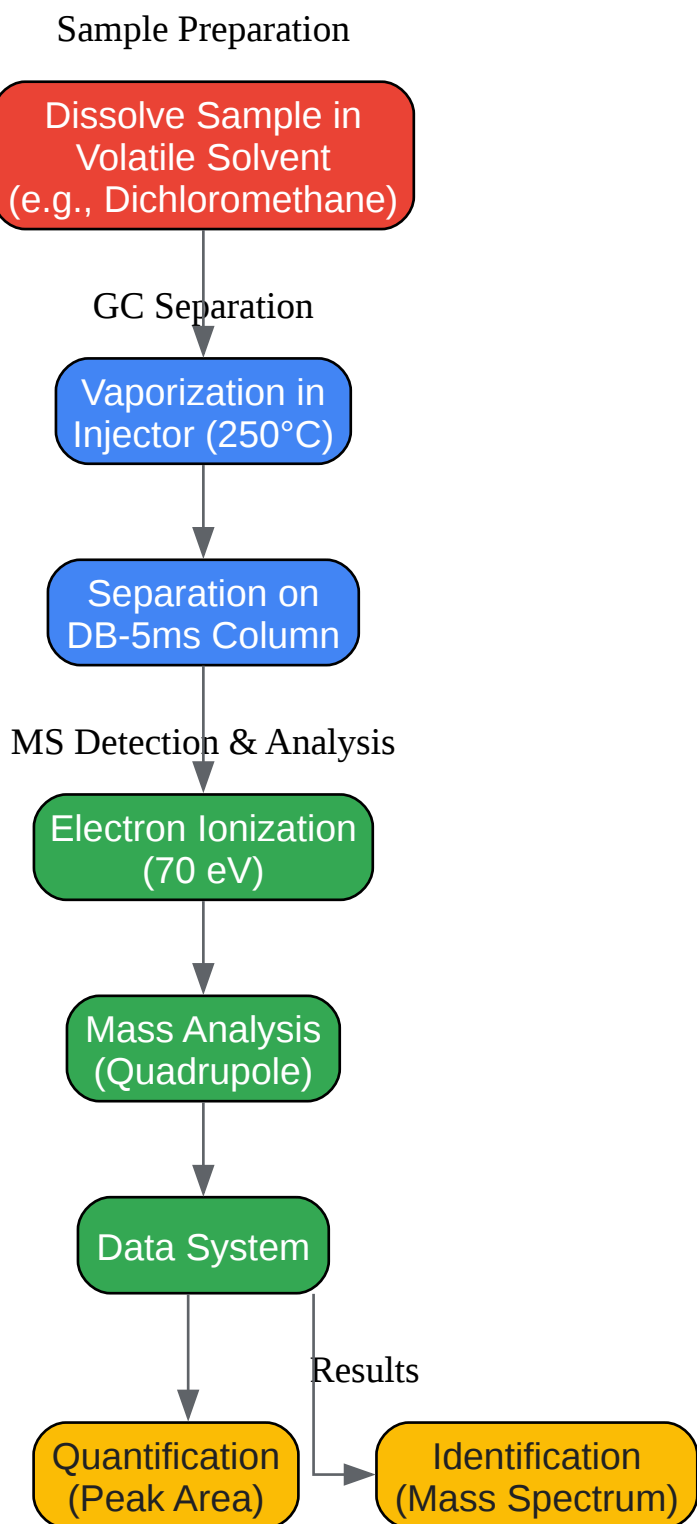 Sample Preparation
Dissolve Sample in
Volatile Solvent
(e.g., Dichloromethane)
GC Separation
Vaporization in
Injector (250°C)
Separation on
DB-5ms Column
MS Detection & Analysis
Electron Ionization
(70 eV)
Mass Analysis
(Quadrupole)
Data System
Results
Quantification
(Peak Area)
Identification
(Mass Spectrum)